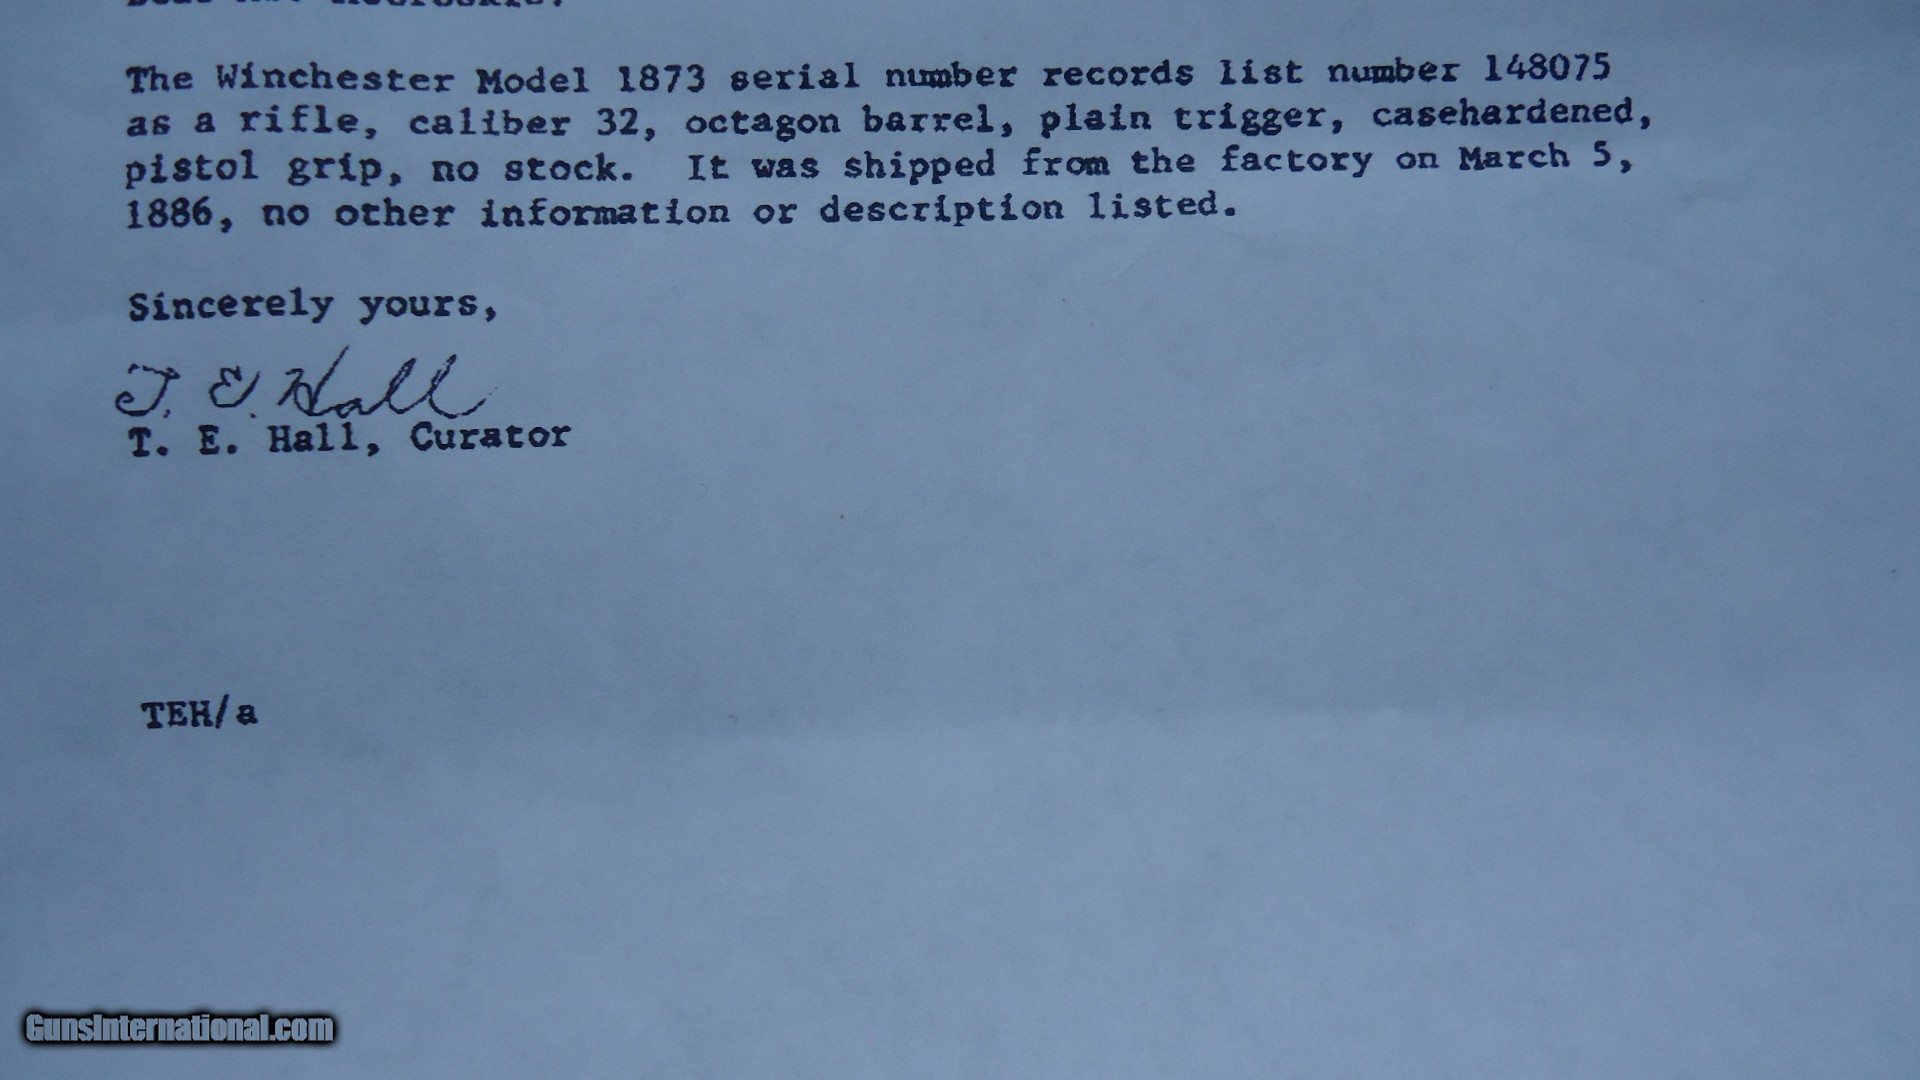 The Winchester Model 1873 serial number records list number 148075
as a rifle, caliber 32, octagon barrel, plain trigger, casehardened,
pistol grip, no stock. It was shipped from the factory on March 5,
1886, no other information or description listed.
Sincerely yours,
T. E. Hall
T. E. Hall, Curator
TEH/a
GunsInternational.com